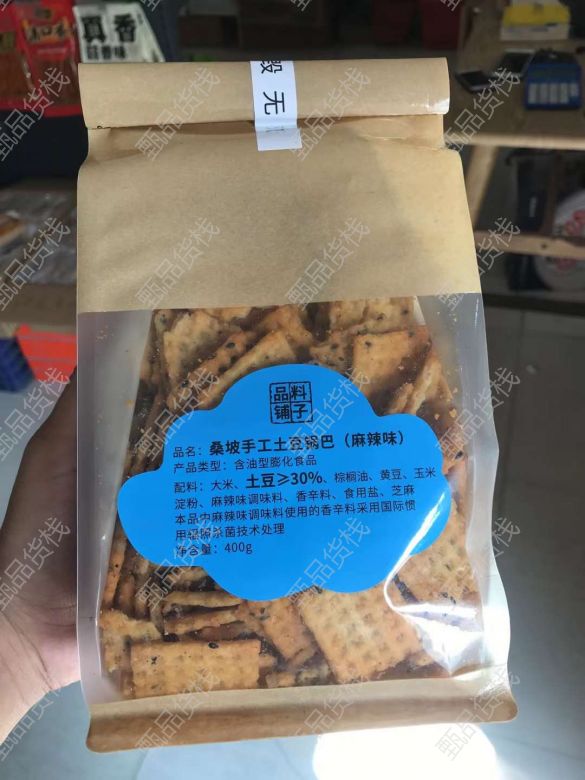 真香
蒜香味
毁 无
品料
铺子
品名：桑坡手工土豆锅巴（麻辣味）
产品类型：含油型膨化食品
配料：大米、土豆≥30%、棕榈油、黄豆、玉米
淀粉、麻辣味调味料、香辛料、食用盐、芝麻
本品中麻辣味调味料使用的香辛料采用国际惯
用辐照杀菌技术处理
净含量：400g
甄品货栈